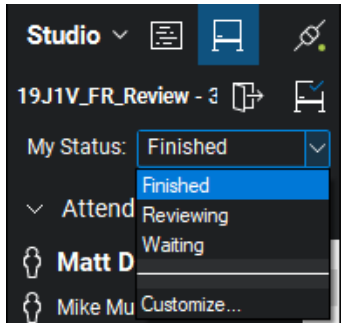 Studio
19J1V_FR_Review - 3
My Status: Finished
Finished
Attend
Reviewing
Waiting
Matt D
Mike Mu
Customize...